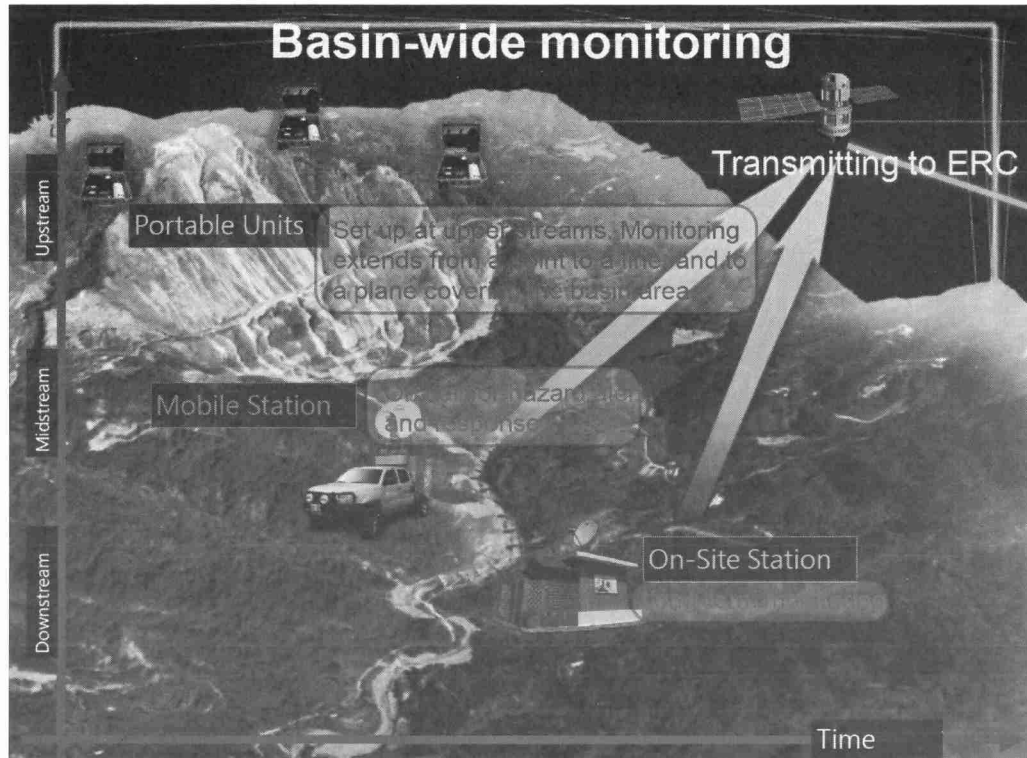 Basin-wide monitoring
Transmitting to ERC
Upstream
Portable Units
Set up at upper streams. Monitoring
extends from a point to a line, and to
a plane covering the basin area
Midstream
Mobile Station
hazard
and response
Downstream
On-Site Station
Time